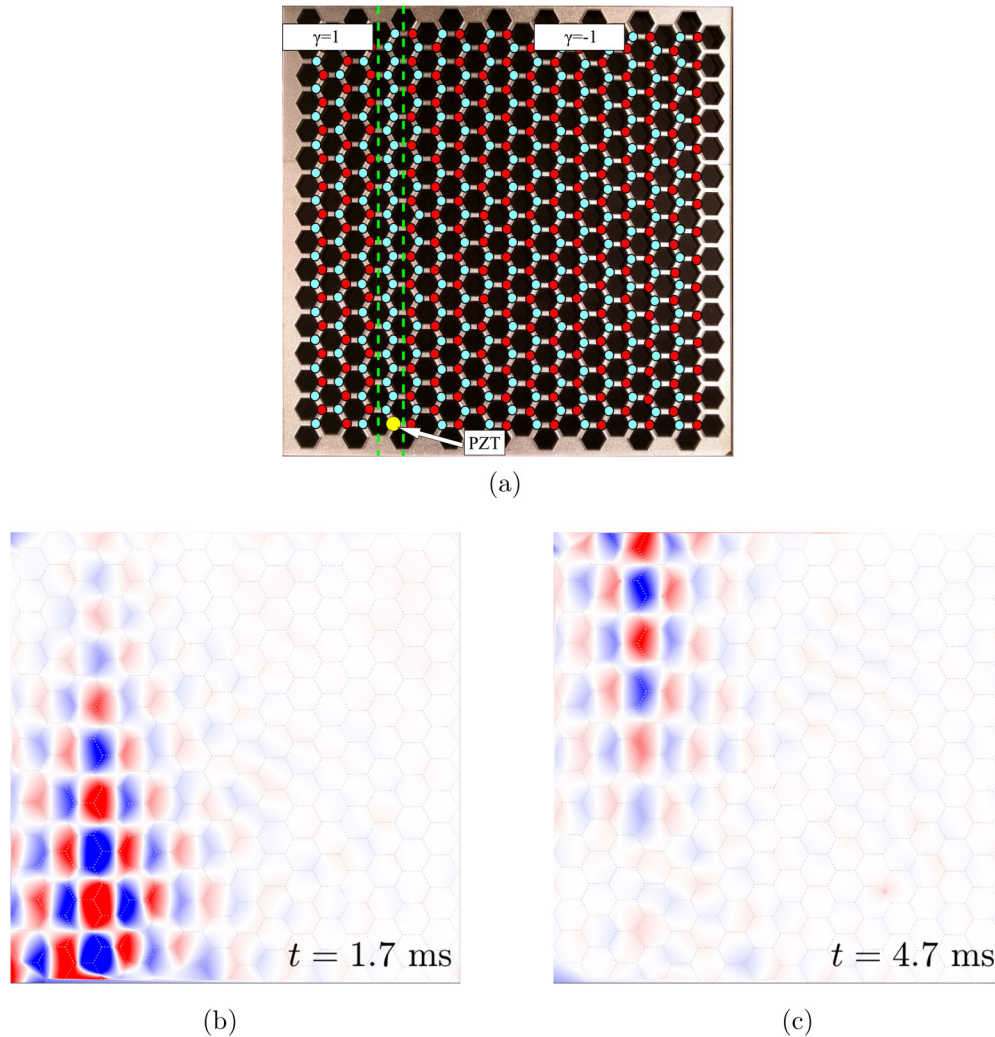 γ=1
γ=-1
PZT
(a)
t = 1.7 ms
t = 4.7 ms
(b)
(c)